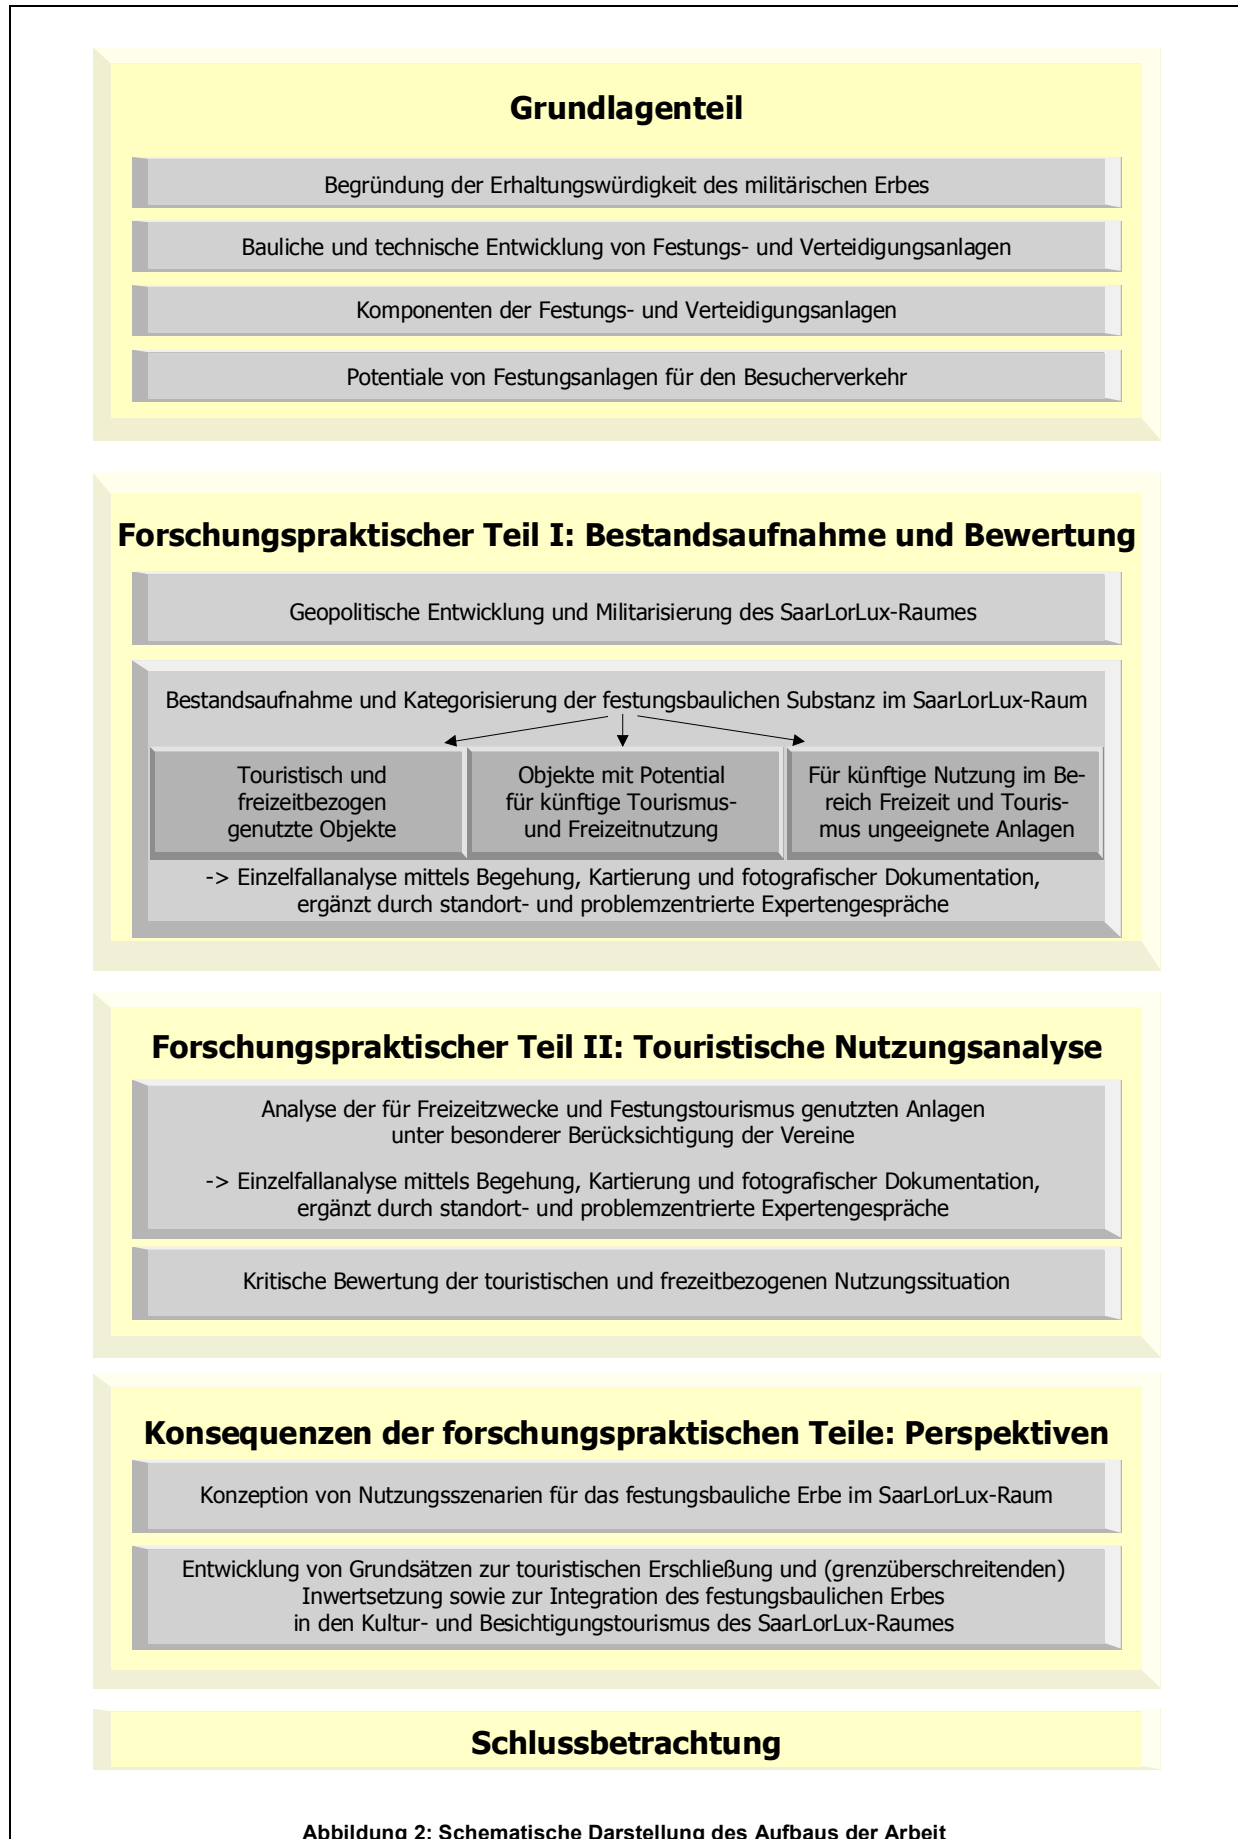 Grundlagenteil
Begründung der Erhaltungswürdigkeit des militärischen Erbes
Bauliche und technische Entwicklung von Festungs- und Verteidigungsanlagen
Komponenten der Festungs- und Verteidigungsanlagen
Potentiale von Festungsanlagen für den Besucherverkehr
Forschungspraktischer Teil I: Bestandsaufnahme und Bewertung
Geopolitische Entwicklung und Militarisierung des SaarLorLux-Raumes
Bestandsaufnahme und Kategorisierung der festungsbaulichen Substanz im SaarLorLux-Raum
Touristisch und
freizeitbezogen
genutzte Objekte
Objekte mit Potential
für künftige Tourismus-
und Freizeitnutzung
Für künftige Nutzung im Be-
reich Freizeit und Touris-
mus ungeeignete Anlagen
-> Einzelfallanalyse mittels Begehung, Kartierung und fotografischer Dokumentation,
ergänzt durch standort- und problemzentrierte Expertengespräche
Forschungspraktischer Teil II: Touristische Nutzungsanalyse
Analyse der für Freizeitzwecke und Festungstourismus genutzten Anlagen
unter besonderer Berücksichtigung der Vereine
-> Einzelfallanalyse mittels Begehung, Kartierung und fotografischer Dokumentation,
ergänzt durch standort- und problemzentrierte Expertengespräche
Kritische Bewertung der touristischen und frezeitbezogenen Nutzungssituation
Konsequenzen der forschungspraktischen Teile: Perspektiven
Konzeption von Nutzungsszenarien für das festungsbauliche Erbe im SaarLorLux-Raum
Entwicklung von Grundsätzen zur touristischen Erschließung und (grenzüberschreitenden)
Inwertsetzung sowie zur Integration des festungsbaulichen Erbes
in den Kultur- und Besichtigungstourismus des SaarLorLux-Raumes
Schlussbetrachtung
Abbildung 2: Schematische Darstellung des Aufbaus der Arbeit